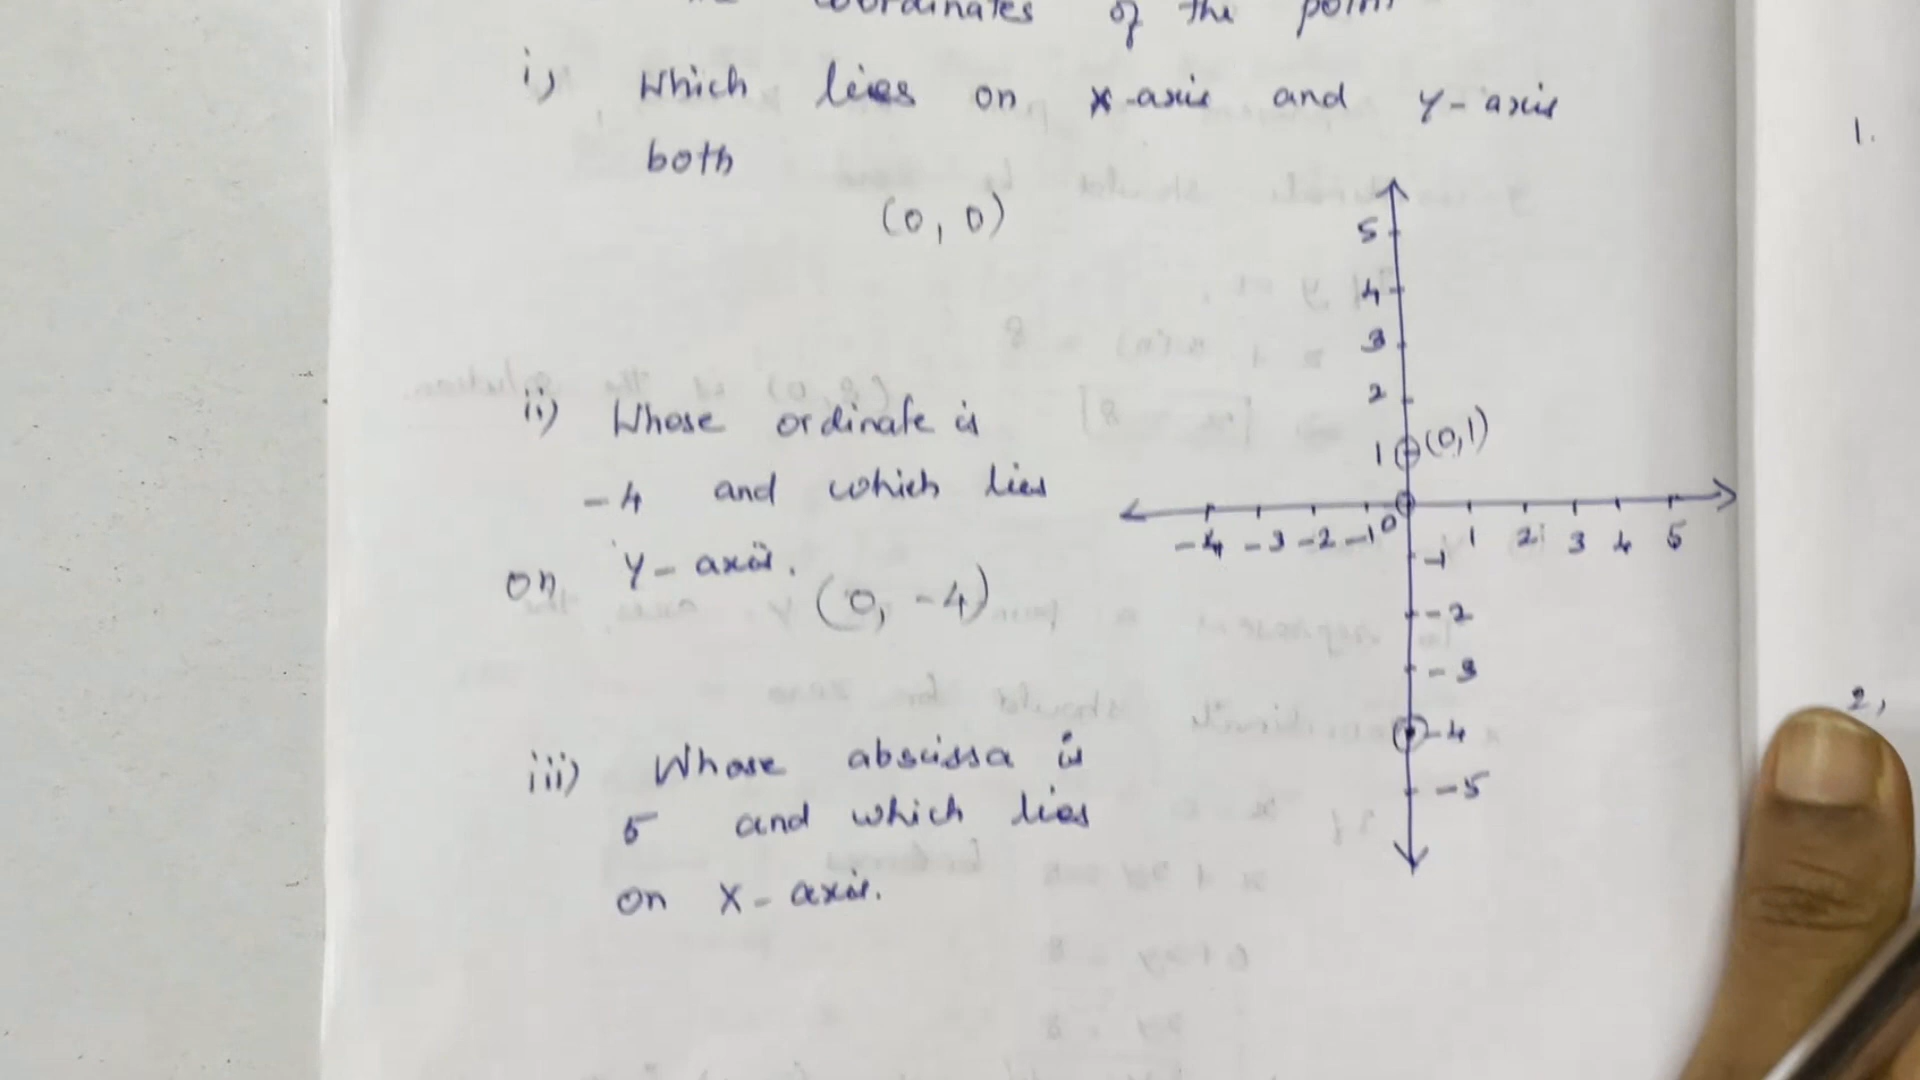 coordinates of the point
i) Which lies on x-axis and y-axis
both
(0, 0)
ii) Whose ordinate is
-4 and which lies
on Y-axis.
(0, -4)
iii) Whose abscissa is
5 and which lies
on X-axis.
5
4
3
2
1 (0,1)
-4 -3 -2 -1 0 1 2 3 4 5
-1
-2
-3
-4
-5
1.
2,